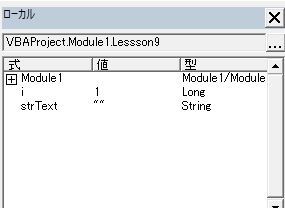 ローカル
VBAProject.Module1.Lessson9
...
式 値 型
Module1 Module1/Module
i 1 Long
strText "" String